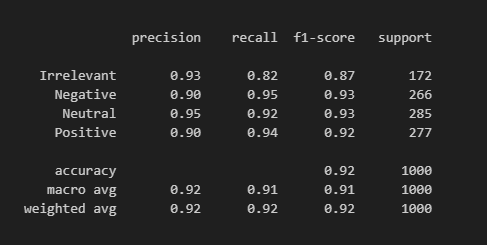 precision recall f1-score support
Irrelevant 0.93 0.82 0.87 172
Negative 0.90 0.95 0.93 266
Neutral 0.95 0.92 0.93 285
Positive 0.90 0.94 0.92 277
accuracy 0.92 1000
macro avg 0.92 0.91 0.91 1000
weighted avg 0.92 0.92 0.92 1000